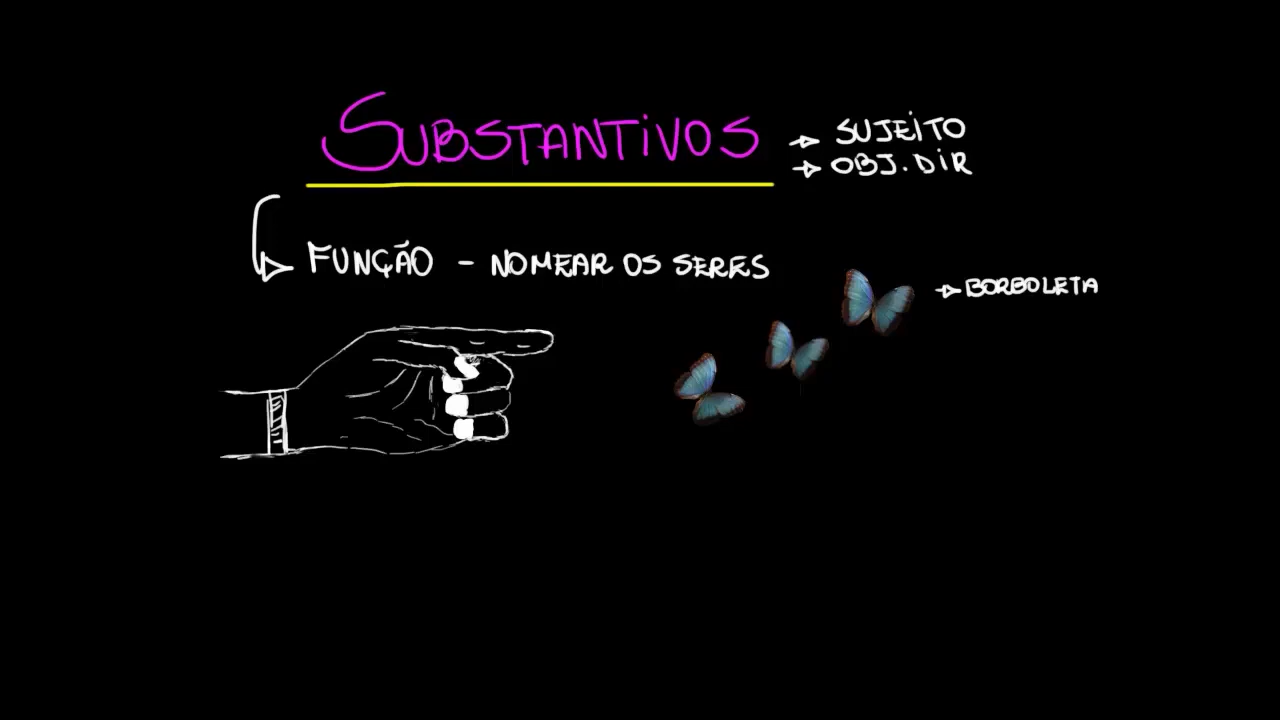 SUBSTANTIVOS
→ SUJEITO
→ OBJ. DIR
FUNÇÃO - NOMEAR OS SERES
→ BORBOLETA